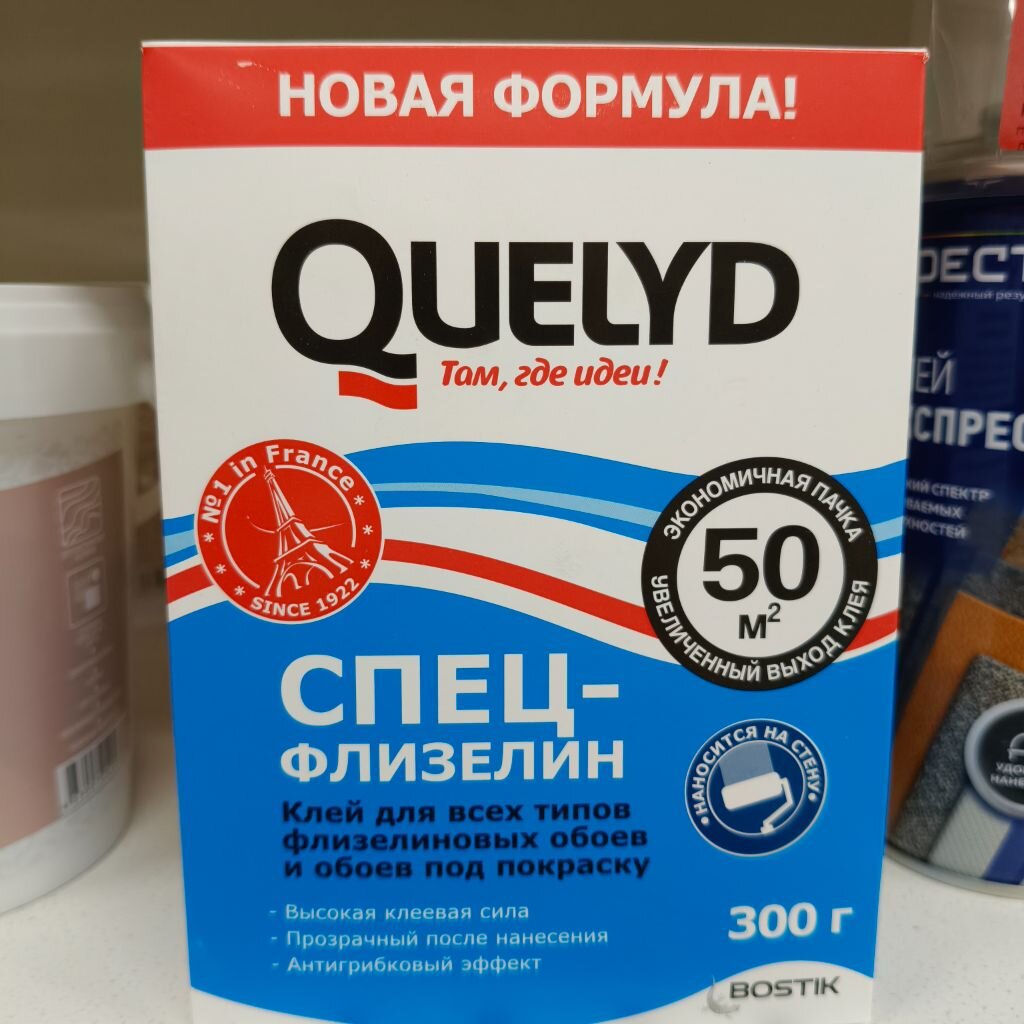 НОВАЯ ФОРМУЛА!
QUELYD
Там, где идеи!
№1 in France
SINCE 1922
ЭКОНОМИЧНАЯ ПАЧКА
50
М²
УВЕЛИЧЕННЫЙ ВЫХОД КЛЕЯ
СПЕЦ-
ФЛИЗЕЛИН
НАНОСИТСЯ НА СТЕНУ
Клей для всех типов
флизелиновых обоев
и обоев под покраску
- Высокая клеевая сила
- Прозрачный после нанесения
- Антигрибковый эффект
300 г
BOSTIK
СПЕКТР